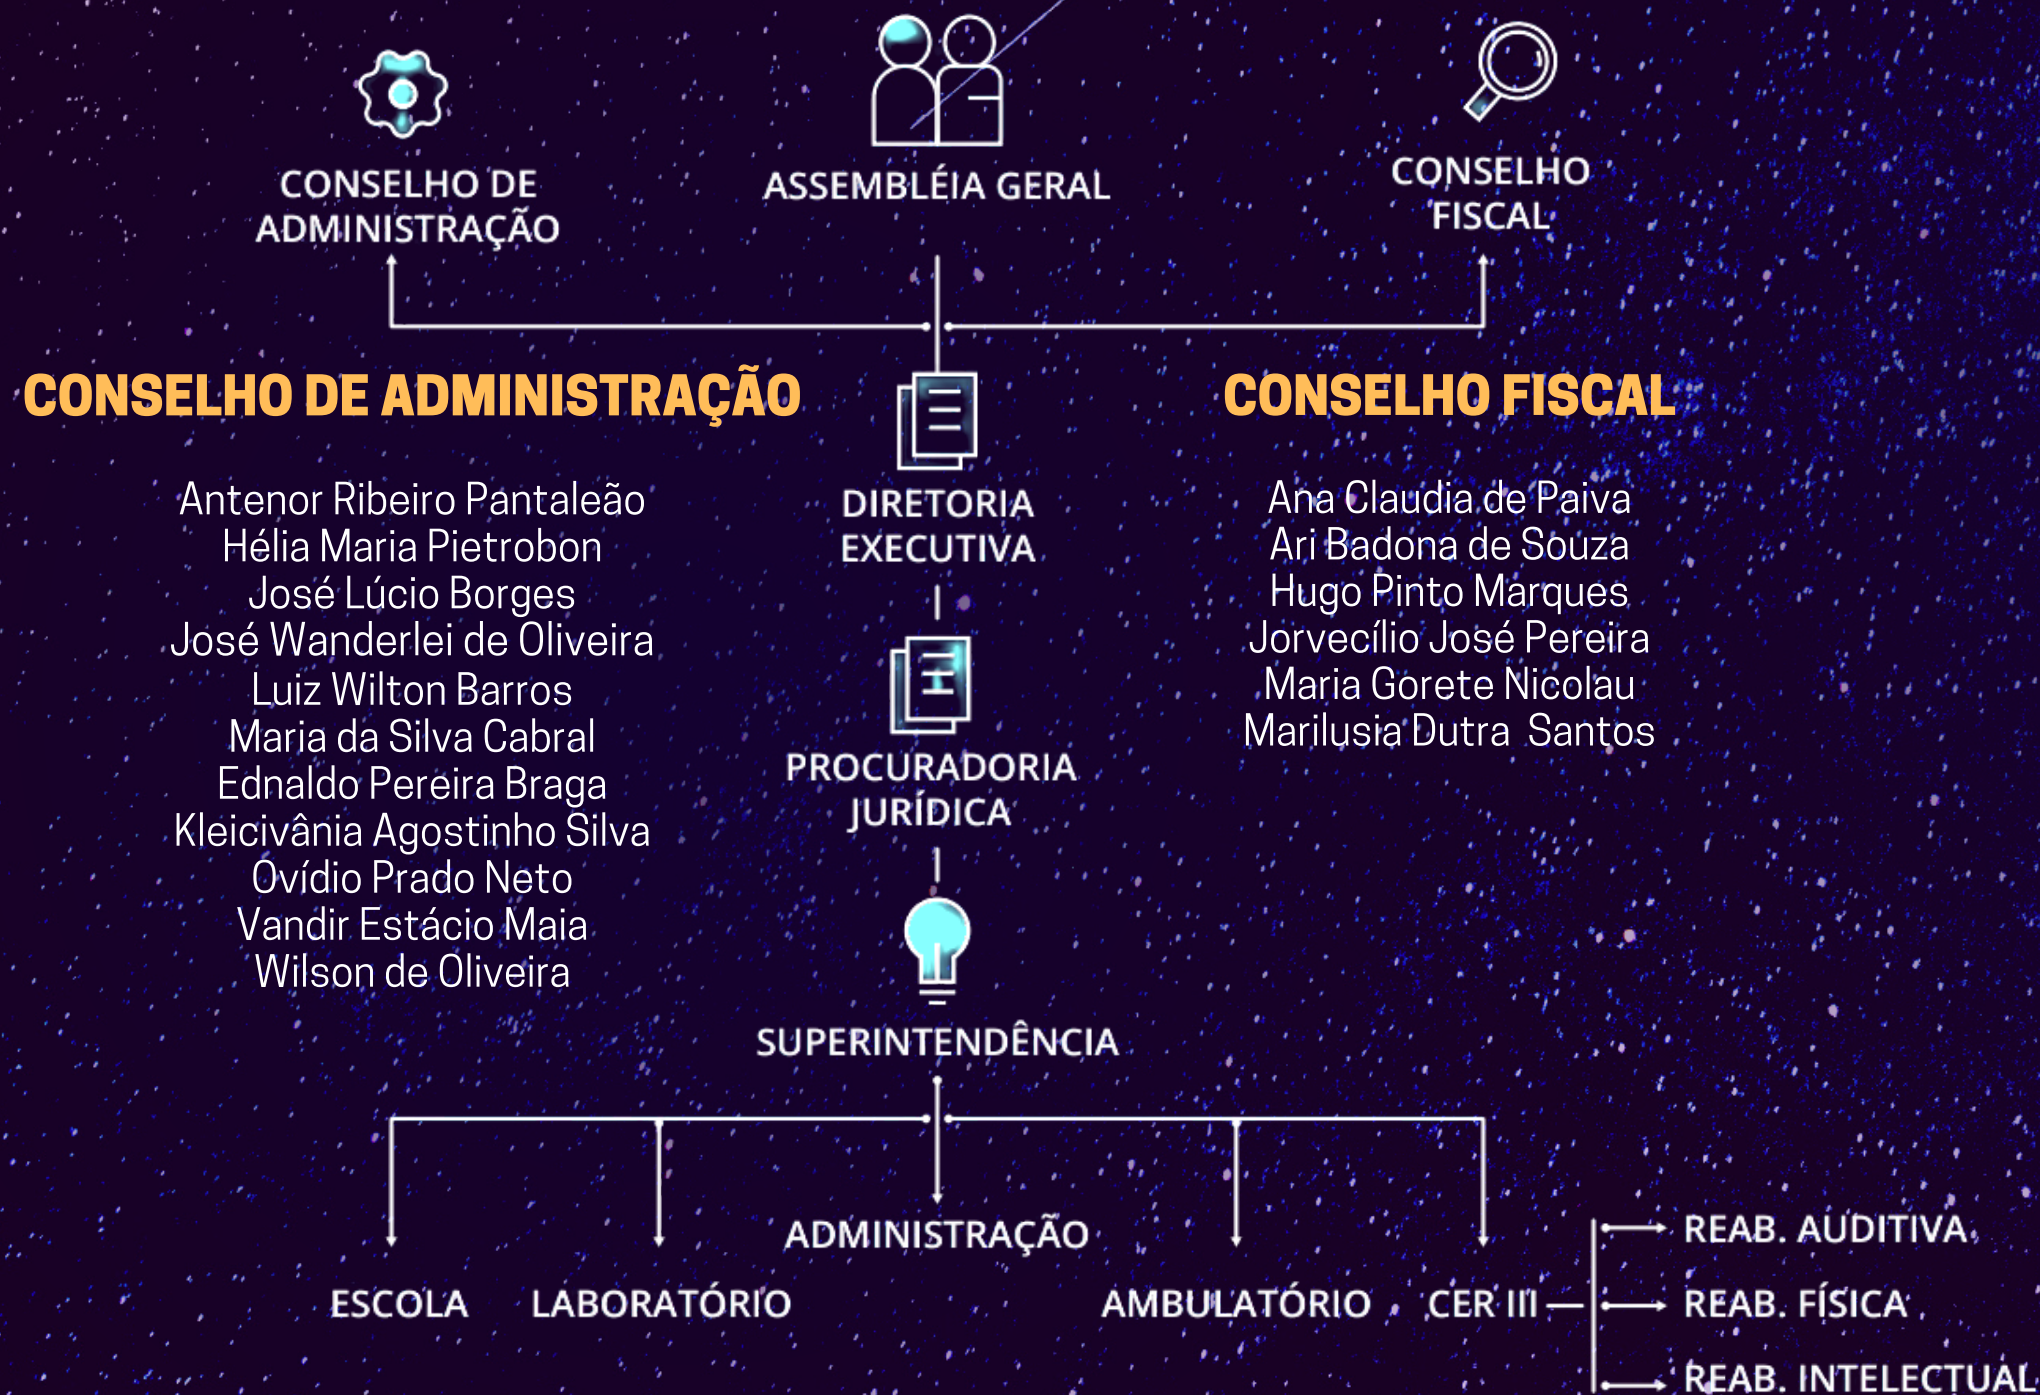 CONSELHO DE
ADMINISTRAÇÃO
ASSEMBLÉIA GERAL
CONSELHO
FISCAL
CONSELHO DE ADMINISTRAÇÃO
Antenor Ribeiro Pantaleão
Hélia Maria Pietrobon
José Lúcio Borges
José Wanderlei de Oliveira
Luiz Wilton Barros
Maria da Silva Cabral
Ednaldo Pereira Braga
Kleicivânia Agostinho Silva
Ovídio Prado Neto
Vandir Estácio Maia
Wilson de Oliveira
DIRETORIA
EXECUTIVA
PROCURADORIA
JURÍDICA
SUPERINTENDÊNCIA
CONSELHO FISCAL
Ana Claudia de Paiva
Ari Badona de Souza
Hugo Pinto Marques
Jorvecílio José Pereira
Maria Gorete Nicolau
Marilusia Dutra  Santos
ESCOLA
LABORATÓRIO
ADMINISTRAÇÃO
AMBULATÓRIO
CER III
REAB. AUDITIVA
REAB. FÍSICA
REAB. INTELECTUAL